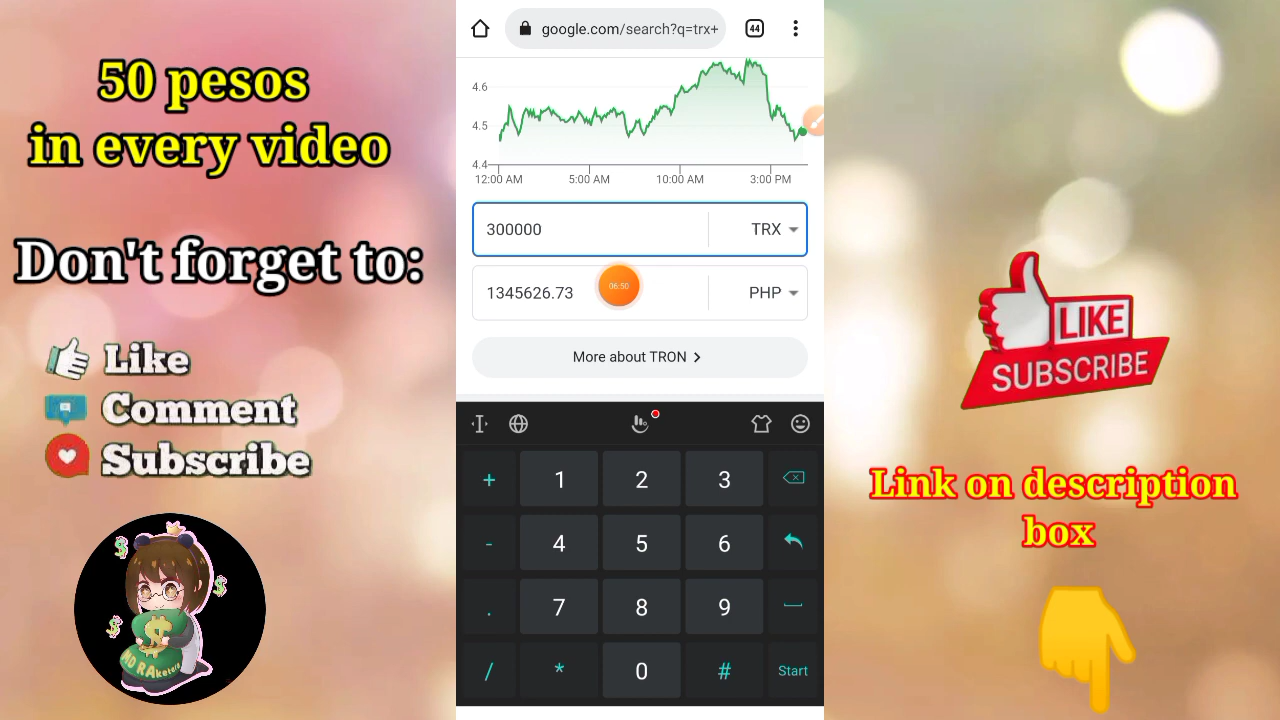 50 pesos
in every video
Don't forget to:
Like
Comment
Subscribe
MD RAketera
google.com/search?q=trx+
44
4.6
4.5
4.4
12:00 AM 5:00 AM 10:00 AM 3:00 PM
300000 TRX
1345626.73 PHP
06:50
More about TRON
+ 1 2 3
- 4 5 6
. 7 8 9
/ * 0 # Start
LIKE
SUBSCRIBE
Link on description
box